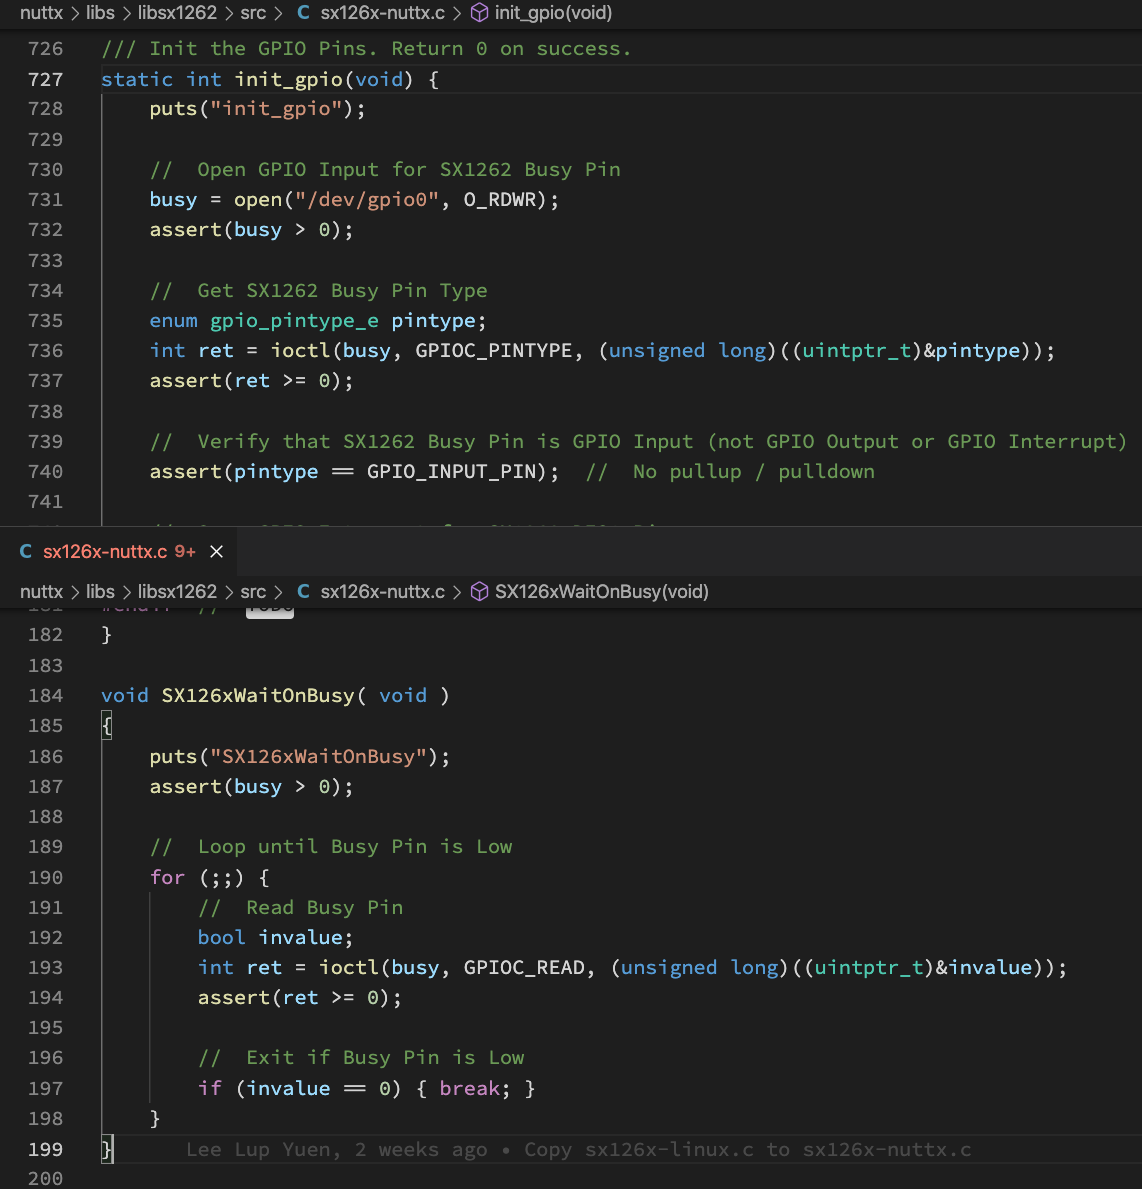 nuttx > libs > libsx1262 > src > C sx126x-nuttx.c > init_gpio(void)
726 /// Init the GPIO Pins. Return 0 on success.
727 static int init_gpio(void) {
728     puts("init_gpio");
729
730     //  Open GPIO Input for SX1262 Busy Pin
731     busy = open("/dev/gpio0", O_RDWR);
732     assert(busy > 0);
733
734     //  Get SX1262 Busy Pin Type
735     enum gpio_pintype_e pintype;
736     int ret = ioctl(busy, GPIOC_PINTYPE, (unsigned long)((uintptr_t)&pintype));
737     assert(ret >= 0);
738
739     //  Verify that SX1262 Busy Pin is GPIO Input (not GPIO Output or GPIO Interrupt)
740     assert(pintype == GPIO_INPUT_PIN);  //  No pullup / pulldown
741
C sx126x-nuttx.c 9+ ×
nuttx > libs > libsx1262 > src > C sx126x-nuttx.c > SX126xWaitOnBusy(void)
182 }
183
184 void SX126xWaitOnBusy( void )
185 {
186     puts("SX126xWaitOnBusy");
187     assert(busy > 0);
188
189     //  Loop until Busy Pin is Low
190     for (;;) {
191         //  Read Busy Pin
192         bool invalue;
193         int ret = ioctl(busy, GPIOC_READ, (unsigned long)((uintptr_t)&invalue));
194         assert(ret >= 0);
195
196         //  Exit if Busy Pin is Low
197         if (invalue == 0) { break; }
198     }
199 }      Lee Lup Yuen, 2 weeks ago • Copy sx126x-linux.c to sx126x-nuttx.c
200